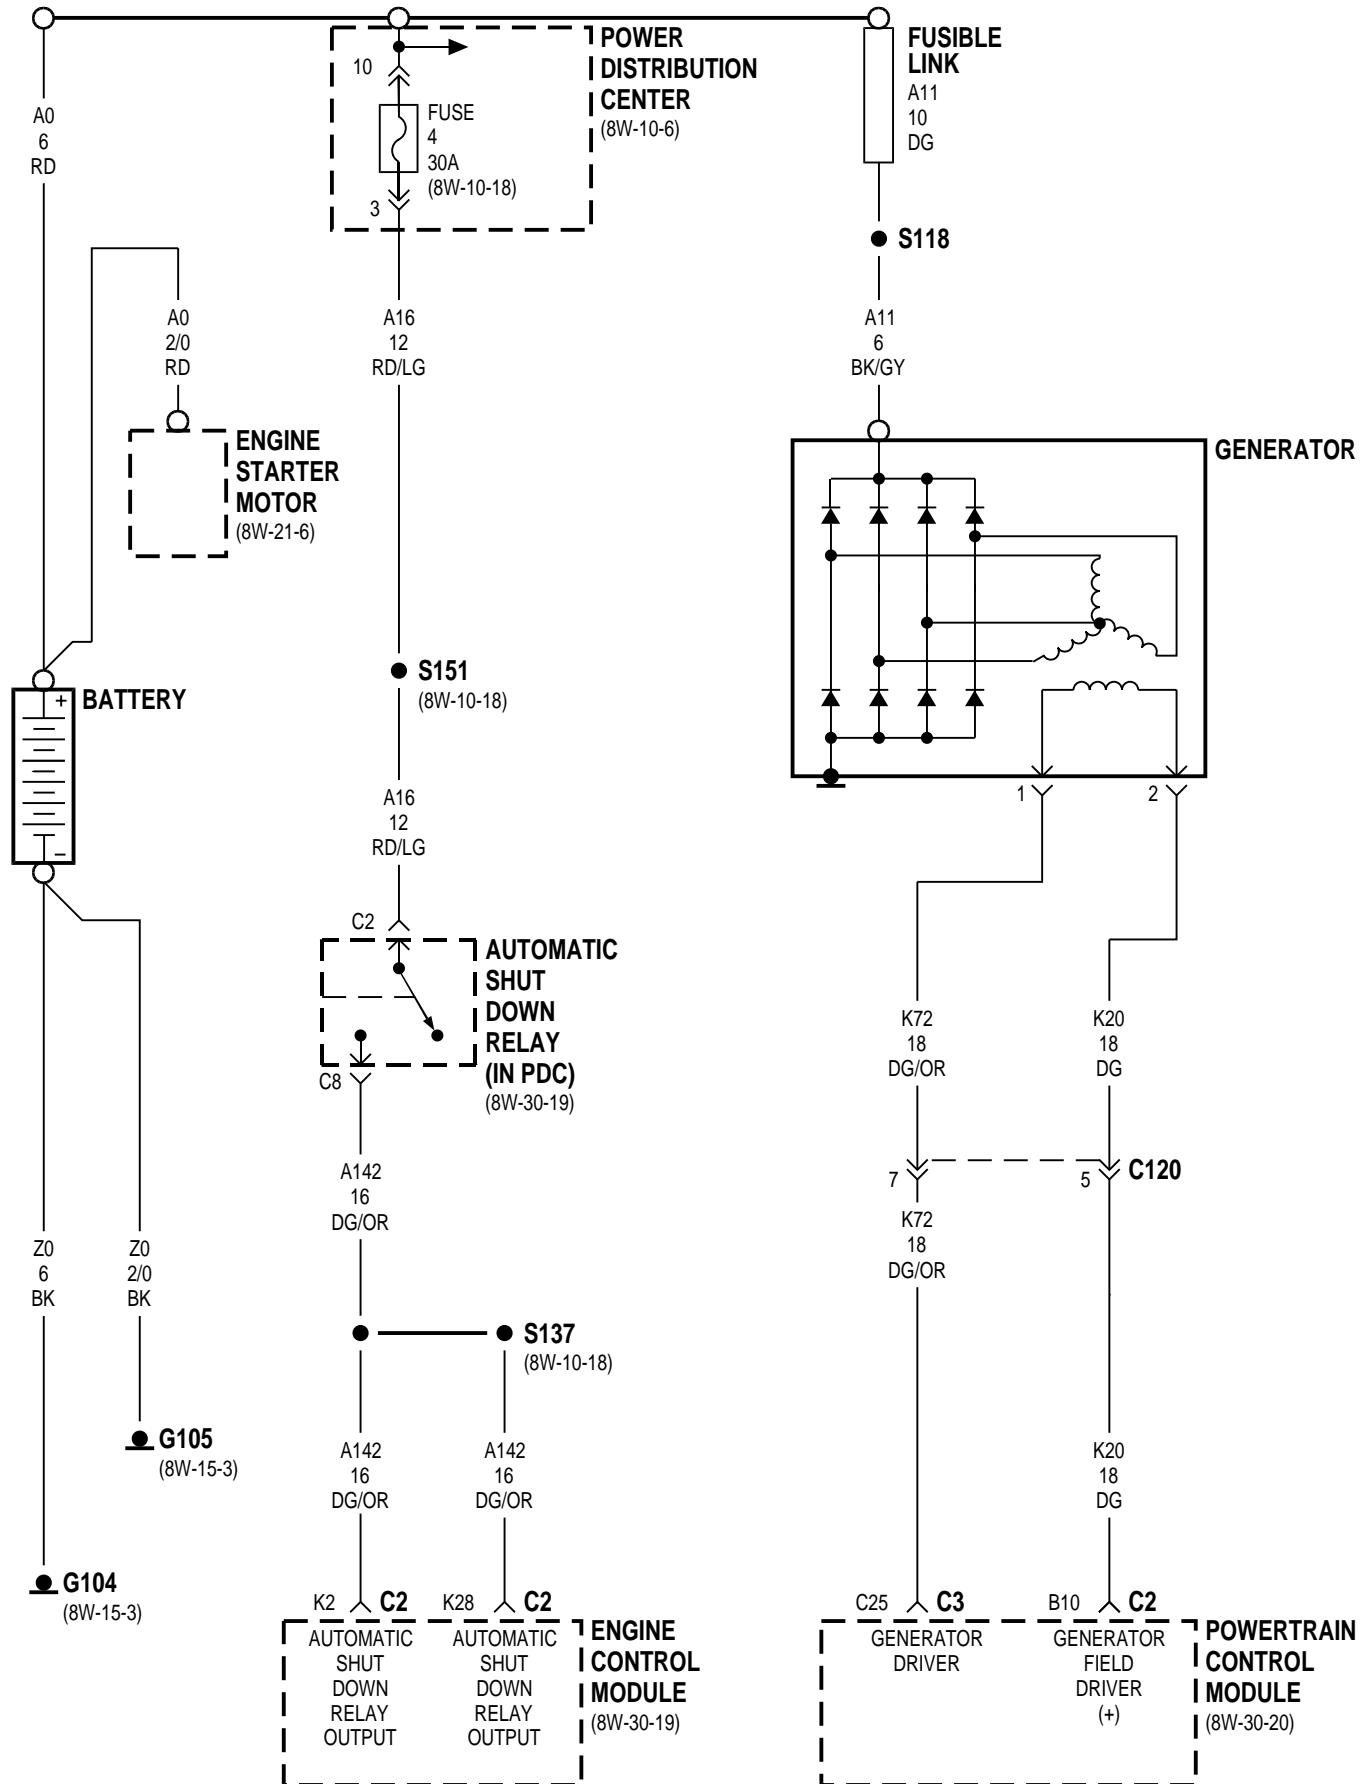 POWER
DISTRIBUTION
CENTER
(8W-10-6)
10
FUSE
4
30A
(8W-10-18)
3
FUSIBLE
LINK
A11
10
DG
A0
6
RD
S118
A0
2/0
RD
A16
12
RD/LG
A11
6
BK/GY
ENGINE
STARTER
MOTOR
(8W-21-6)
GENERATOR
+
BATTERY
–
S151
(8W-10-18)
1
2
A16
12
RD/LG
C2
AUTOMATIC
SHUT
DOWN
RELAY
(IN PDC)
(8W-30-19)
C8
K72
18
DG/OR
K20
18
DG
7
5
C120
A142
16
DG/OR
K72
18
DG/OR
Z0
6
BK
Z0
2/0
BK
S137
(8W-10-18)
G105
(8W-15-3)
A142
16
DG/OR
A142
16
DG/OR
K20
18
DG
G104
(8W-15-3)
K2
C2
K28
C2
C25
C3
B10
C2
AUTOMATIC
SHUT
DOWN
RELAY
OUTPUT
AUTOMATIC
SHUT
DOWN
RELAY
OUTPUT
ENGINE
CONTROL
MODULE
(8W-30-19)
GENERATOR
DRIVER
GENERATOR
FIELD
DRIVER
(+)
POWERTRAIN
CONTROL
MODULE
(8W-30-20)